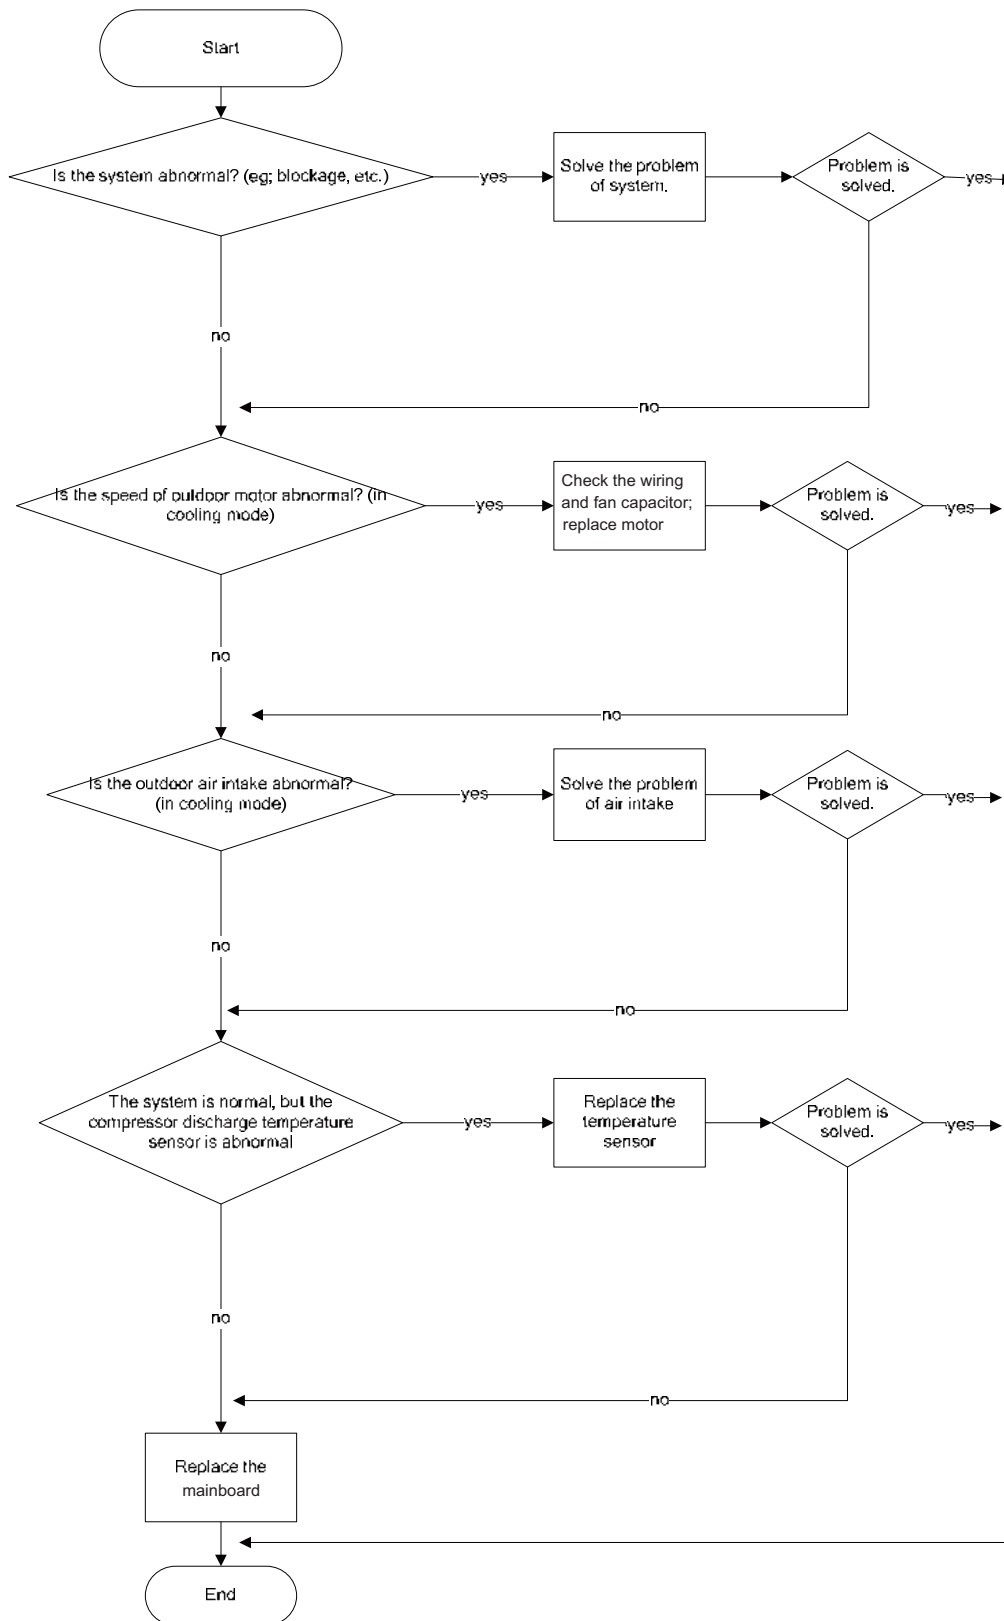 Start
Is the system abnormal? (eg; blockage, etc.)
yes
Solve the problem
of system.
Problem is
solved.
yes
no
no
Is the speed of outdoor motor abnormal? (in
cooling mode)
yes
Check the wiring
and fan capacitor;
replace motor
Problem is
solved.
yes
no
no
Is the outdoor air intake abnormal?
(in cooling mode)
yes
Solve the problem
of air intake
Problem is
solved.
yes
no
no
The system is normal, but the
compressor discharge temperature
sensor is abnormal
yes
Replace the
temperature
sensor
Problem is
solved.
yes
no
no
Replace the
mainboard
End